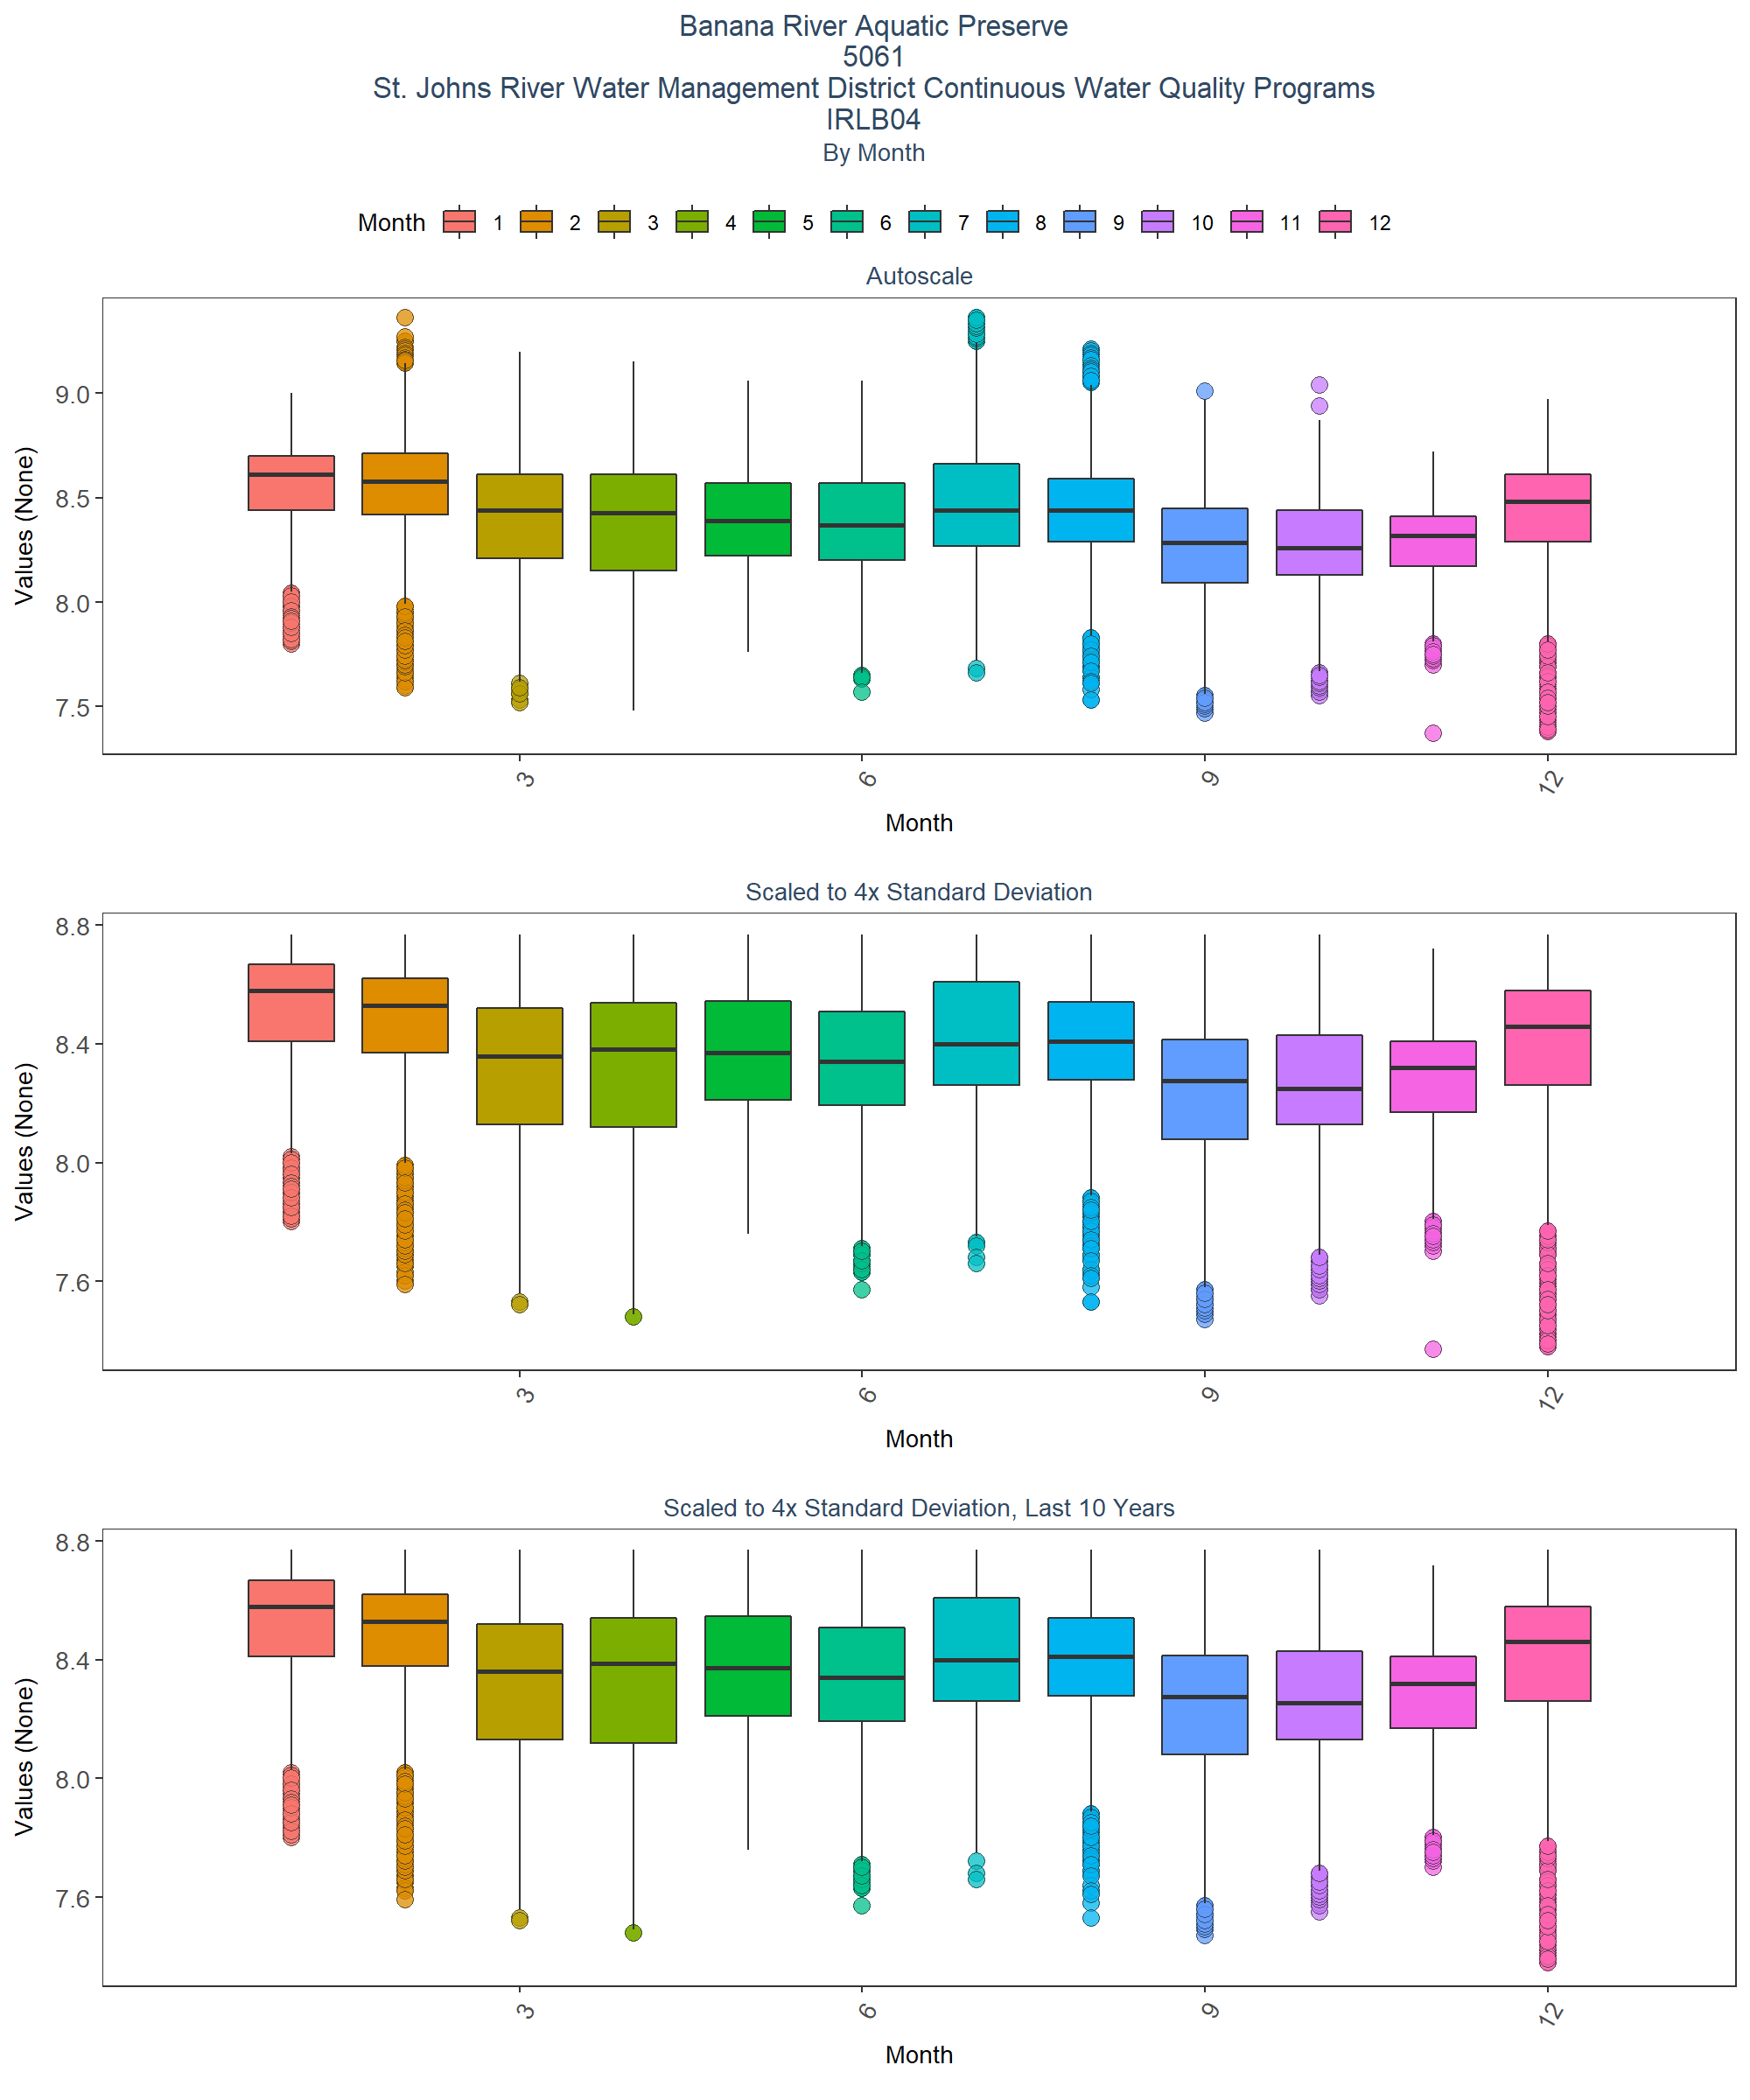 Banana River Aquatic Preserve
5061
St. Johns River Water Management District Continuous Water Quality Programs
IRLB04
By Month
Month 1 2 3 4 5 6 7 8 9 10 11 12
Autoscale
Values (None)
9.0
8.5
8.0
7.5
3 6 9 12
Month
Scaled to 4x Standard Deviation
Values (None)
8.8
8.4
8.0
7.6
3 6 9 12
Month
Scaled to 4x Standard Deviation, Last 10 Years
Values (None)
8.8
8.4
8.0
7.6
3 6 9 12
Month